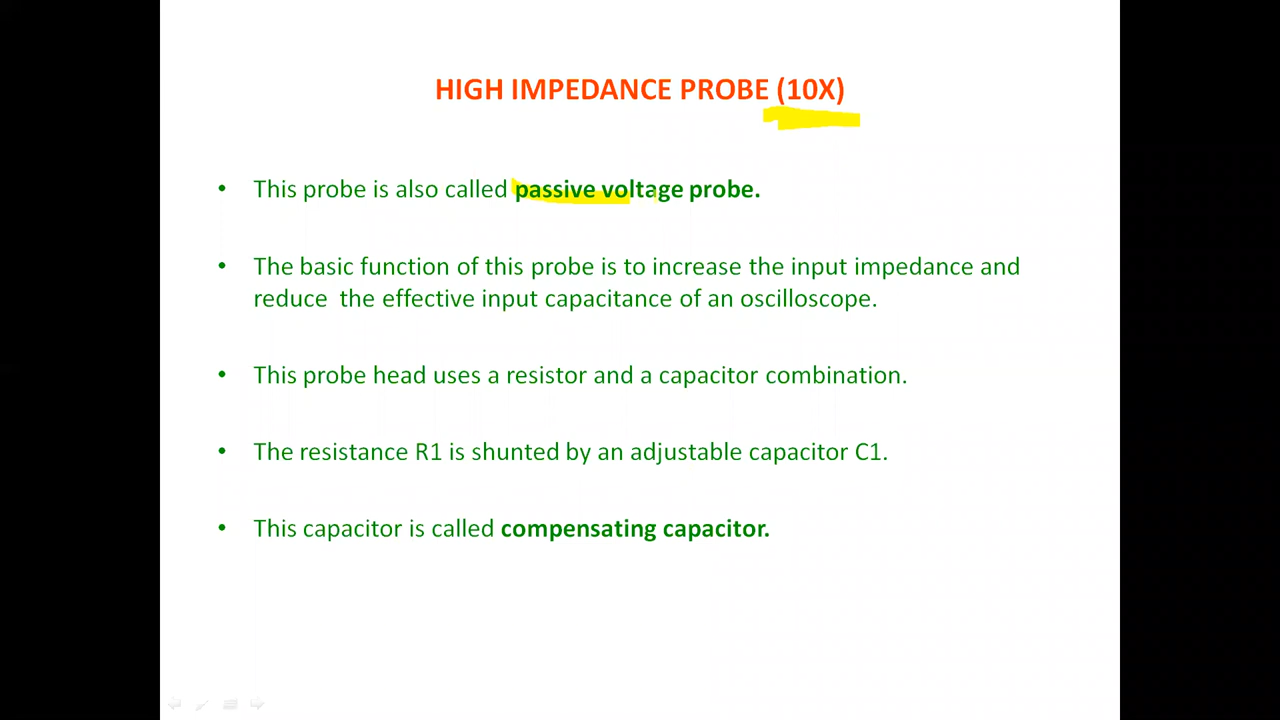 HIGH IMPEDANCE PROBE (10X)
• This probe is also called passive voltage probe.
• The basic function of this probe is to increase the input impedance and
reduce the effective input capacitance of an oscilloscope.
• This probe head uses a resistor and a capacitor combination.
• The resistance R1 is shunted by an adjustable capacitor C1.
• This capacitor is called compensating capacitor.